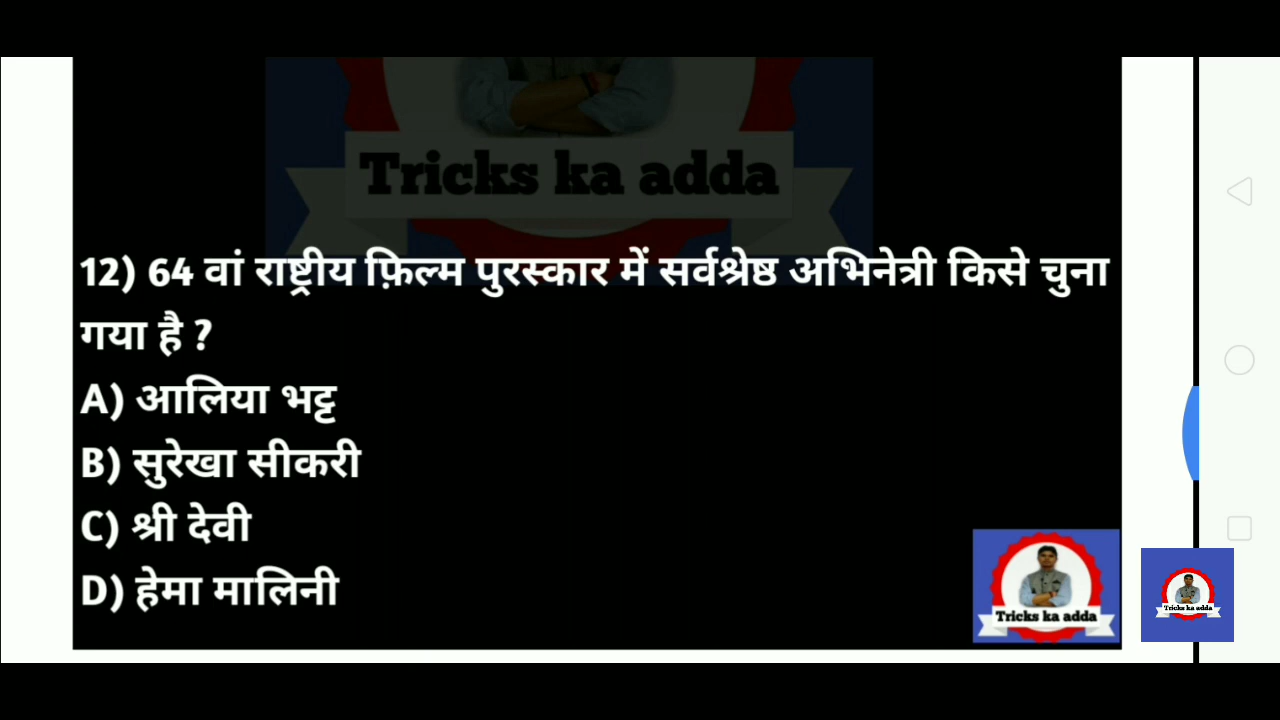 Tricks ka adda
12) 64 वां राष्ट्रीय फ़िल्म पुरस्कार में सर्वश्रेष्ठ अभिनेत्री किसे चुना
गया है ?
A) आलिया भट्ट
B) सुरेखा सीकरी
C) श्री देवी
D) हेमा मालिनी
Tricks ka adda
Tricks ka adda